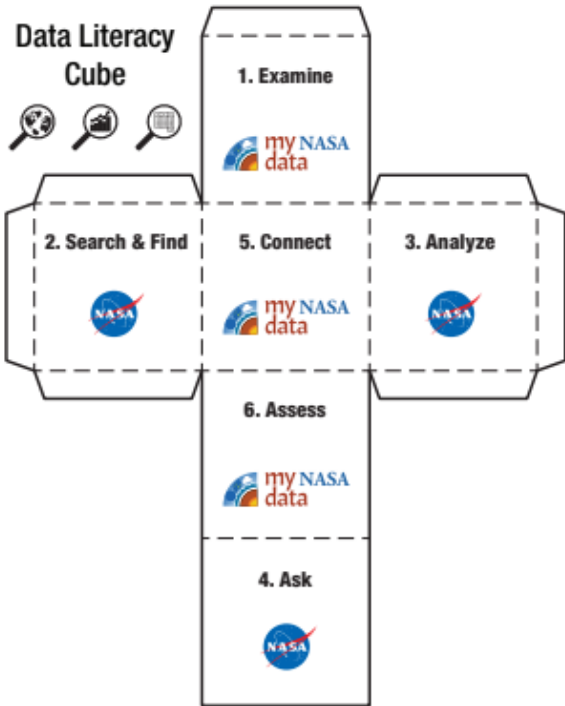 Data Literacy
Cube
1. Examine
my NASA
data
2. Search & Find
NASA
5. Connect
my NASA
data
3. Analyze
NASA
6. Assess
my NASA
data
4. Ask
NASA